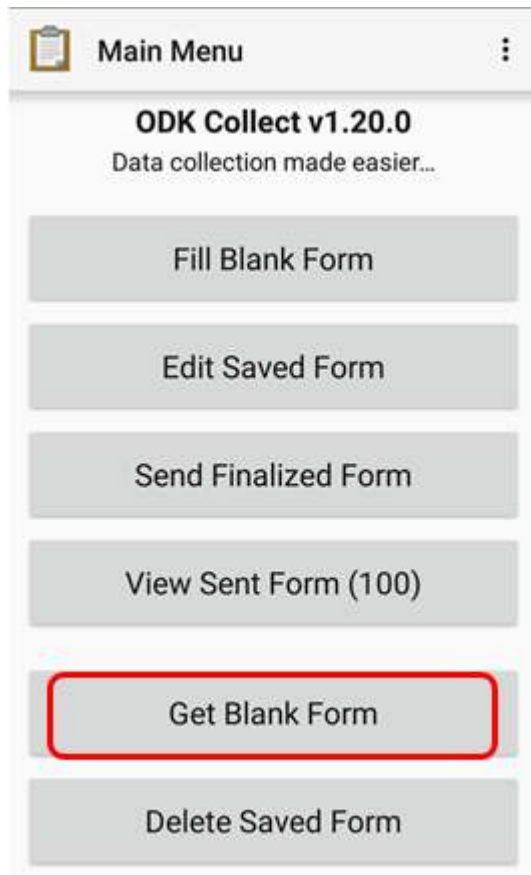 Main Menu
ODK Collect v1.20.0
Data collection made easier...
Fill Blank Form
Edit Saved Form
Send Finalized Form
View Sent Form (100)
Get Blank Form
Delete Saved Form